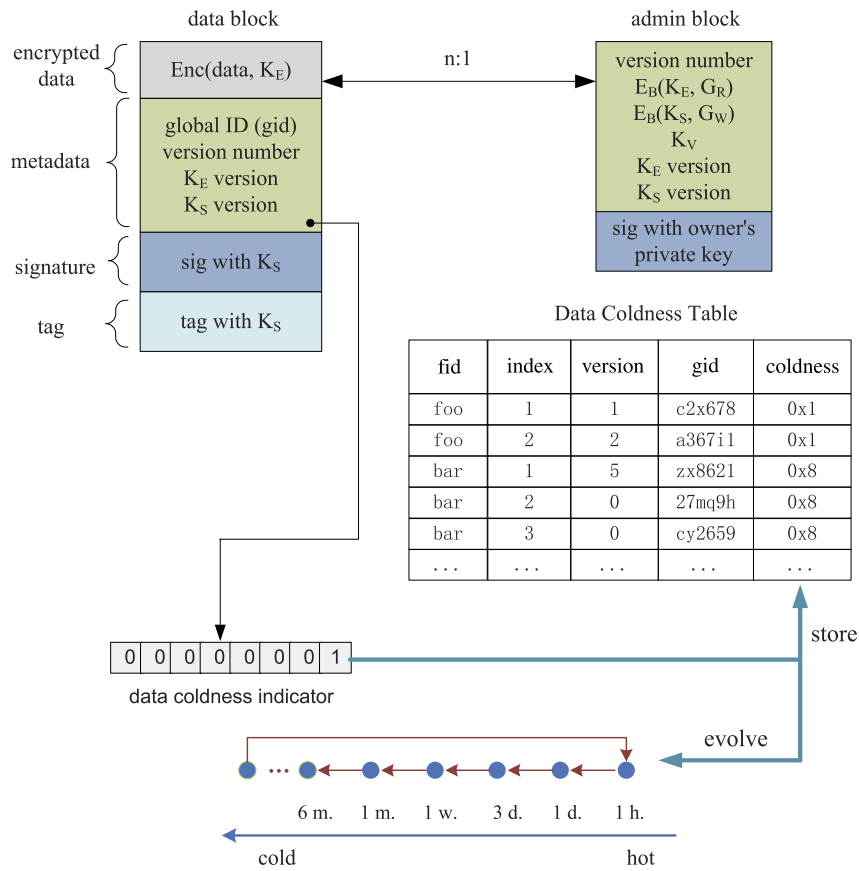 data block
encrypted
data
Enc(data, K_E)
metadata
global ID (gid)
version number
K_E version
K_S version
signature
sig with K_S
tag
tag with K_S
n:1
admin block
version number
E_B(K_E, G_R)
E_B(K_S, G_W)
K_V
K_E version
K_S version
sig with owner's
private key
Data Coldness Table
fid index version gid coldness
foo 1 1 c2x678 0x1
foo 2 2 a367i1 0x1
bar 1 5 zx8621 0x8
bar 2 0 27mq9h 0x8
bar 3 0 cy2659 0x8
... ... ... ... ...
0 0 0 0 0 0 0 1
data coldness indicator
store
evolve
...
6 m. 1 m. 1 w. 3 d. 1 d. 1 h.
cold hot